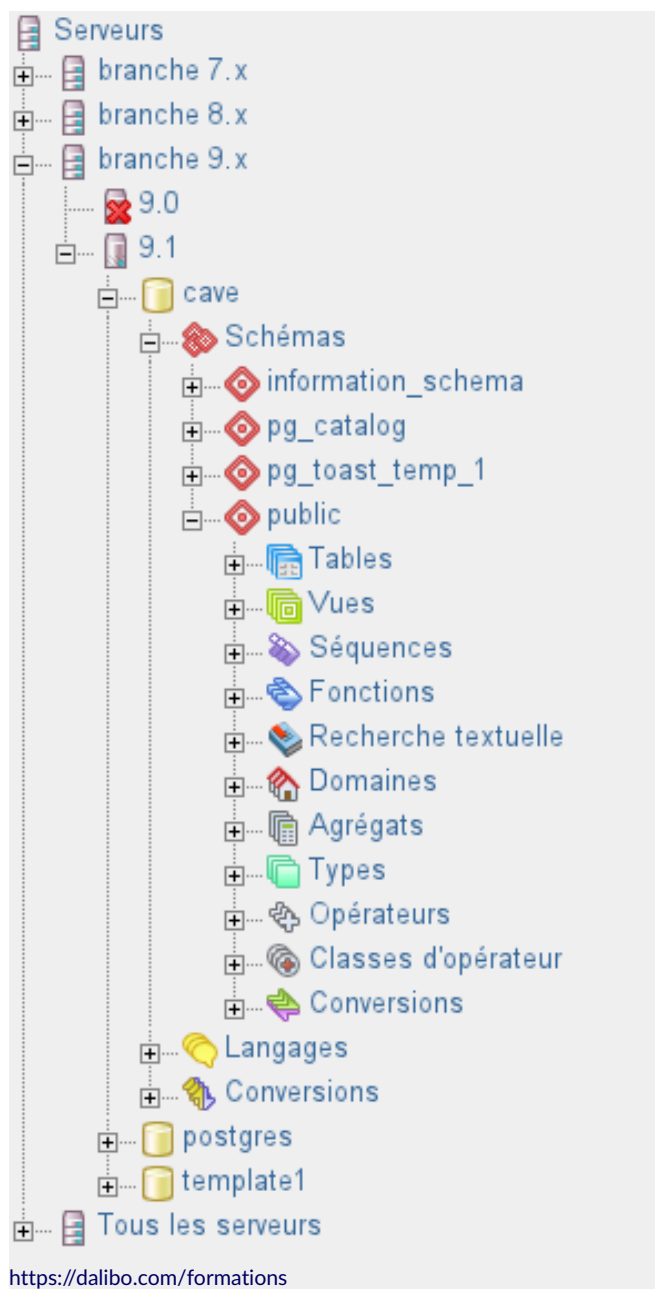 Serveurs
branche 7.x
branche 8.x
branche 9.x
9.0
9.1
cave
Schémas
information_schema
pg_catalog
pg_toast_temp_1
public
Tables
Vues
Séquences
Fonctions
Recherche textuelle
Domaines
Agrégats
Types
Opérateurs
Classes d'opérateur
Conversions
Langages
Conversions
postgres
template1
Tous les serveurs
https://dalibo.com/formations